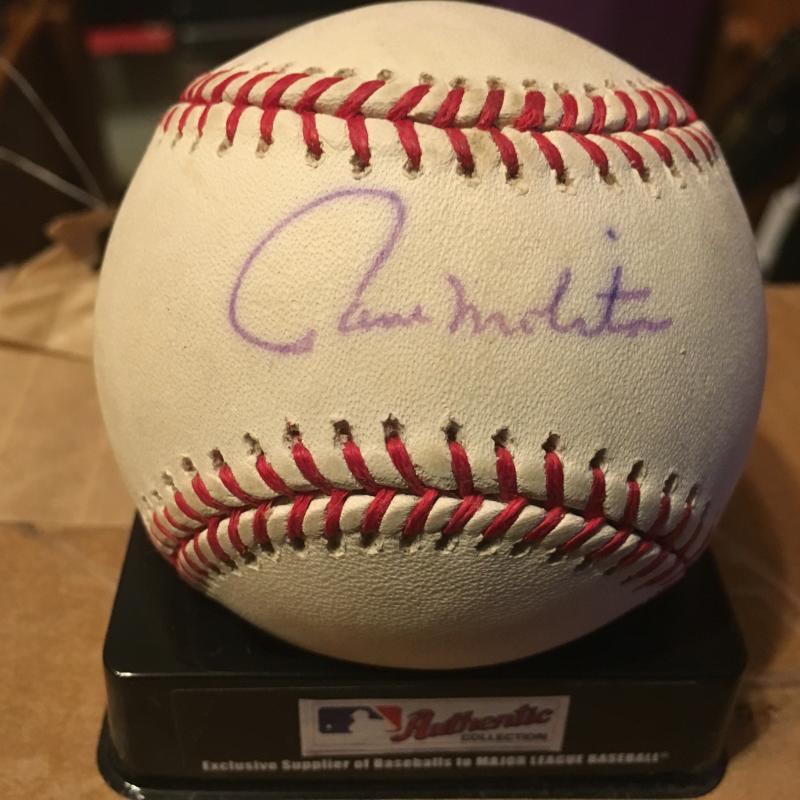 Paul Molitor
Authentic
COLLECTION
Exclusive Supplier of Baseballs to MAJOR LEAGUE BASEBALL®